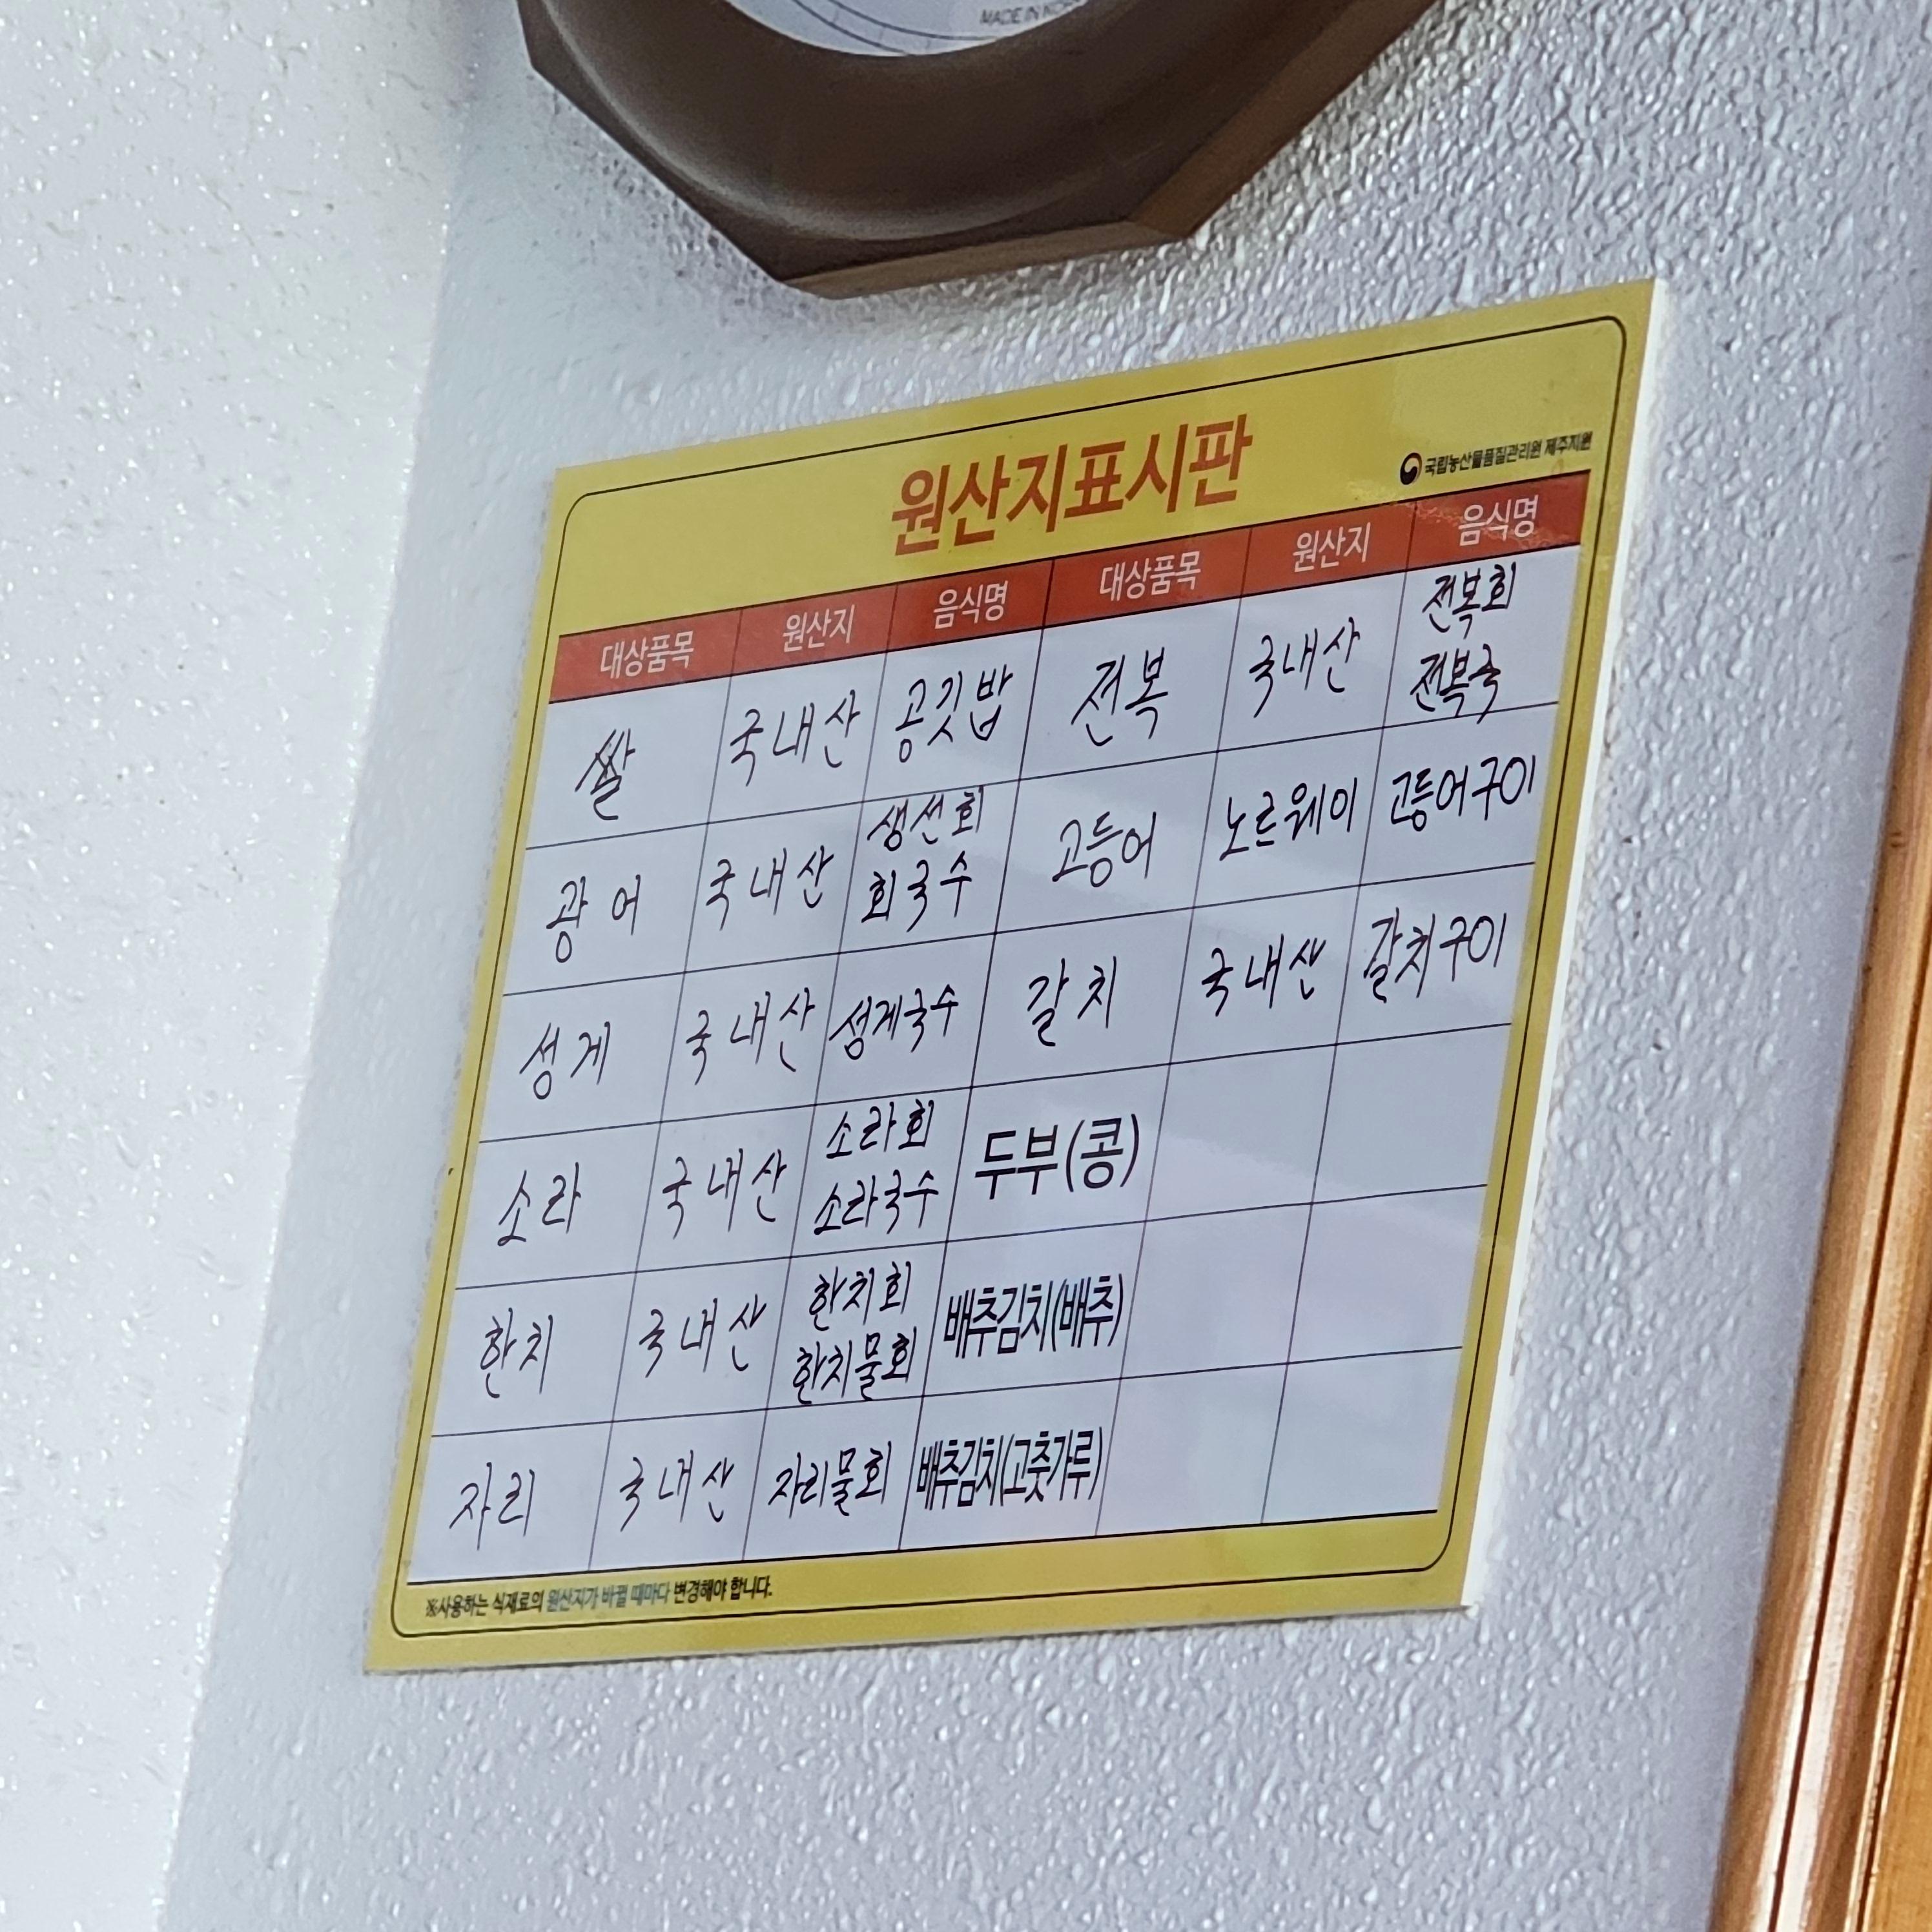 MADE IN KOR
원산지표시판
국립농산물품질관리원 제주지원
대상품목 원산지 음식명 대상품목 원산지 음식명
쌀 국내산 공깃밥 전복 국내산 전복회
전복죽
광어 국내산 생선회 고등어 노르웨이 고등어구이
회국수
성게 국내산 성게국수 갈치 국내산 갈치구이
소라 국내산 소라회 두부(콩)
소라국수
한치 국내산 한치회 배추김치(배추)
한치물회
자리 국내산 자리물회 배추김치(고춧가루)
※사용하는 식재료의 원산지가 바뀔 때마다 변경해야 합니다.